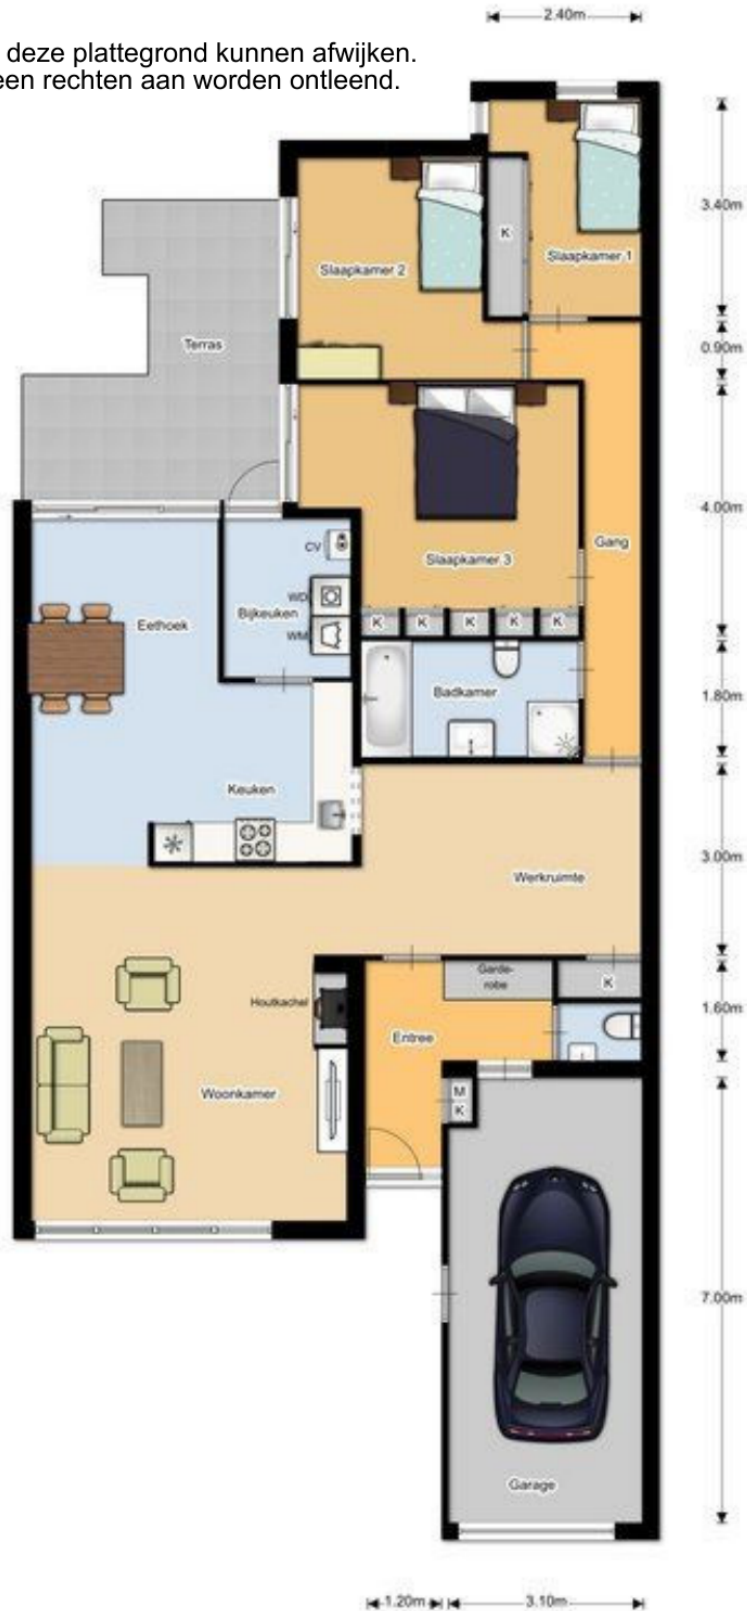 2.40m
deze plattegrond kunnen afwijken.
een rechten aan worden ontleend.
3.40m
K
Slaapkamer 1
Slaapkamer 2
Terras
0.90m
4.00m
Gang
CV
Slaapkamer 3
WD
Bijkeuken
K K K K K
Eethoek
WM
Badkamer
1.80m
Keuken
3.00m
Werkruimte
Garde-
robe
K
Houtkachel
1.60m
Entree
Woonkamer
M
K
7.00m
Garage
1.20m 3.10m